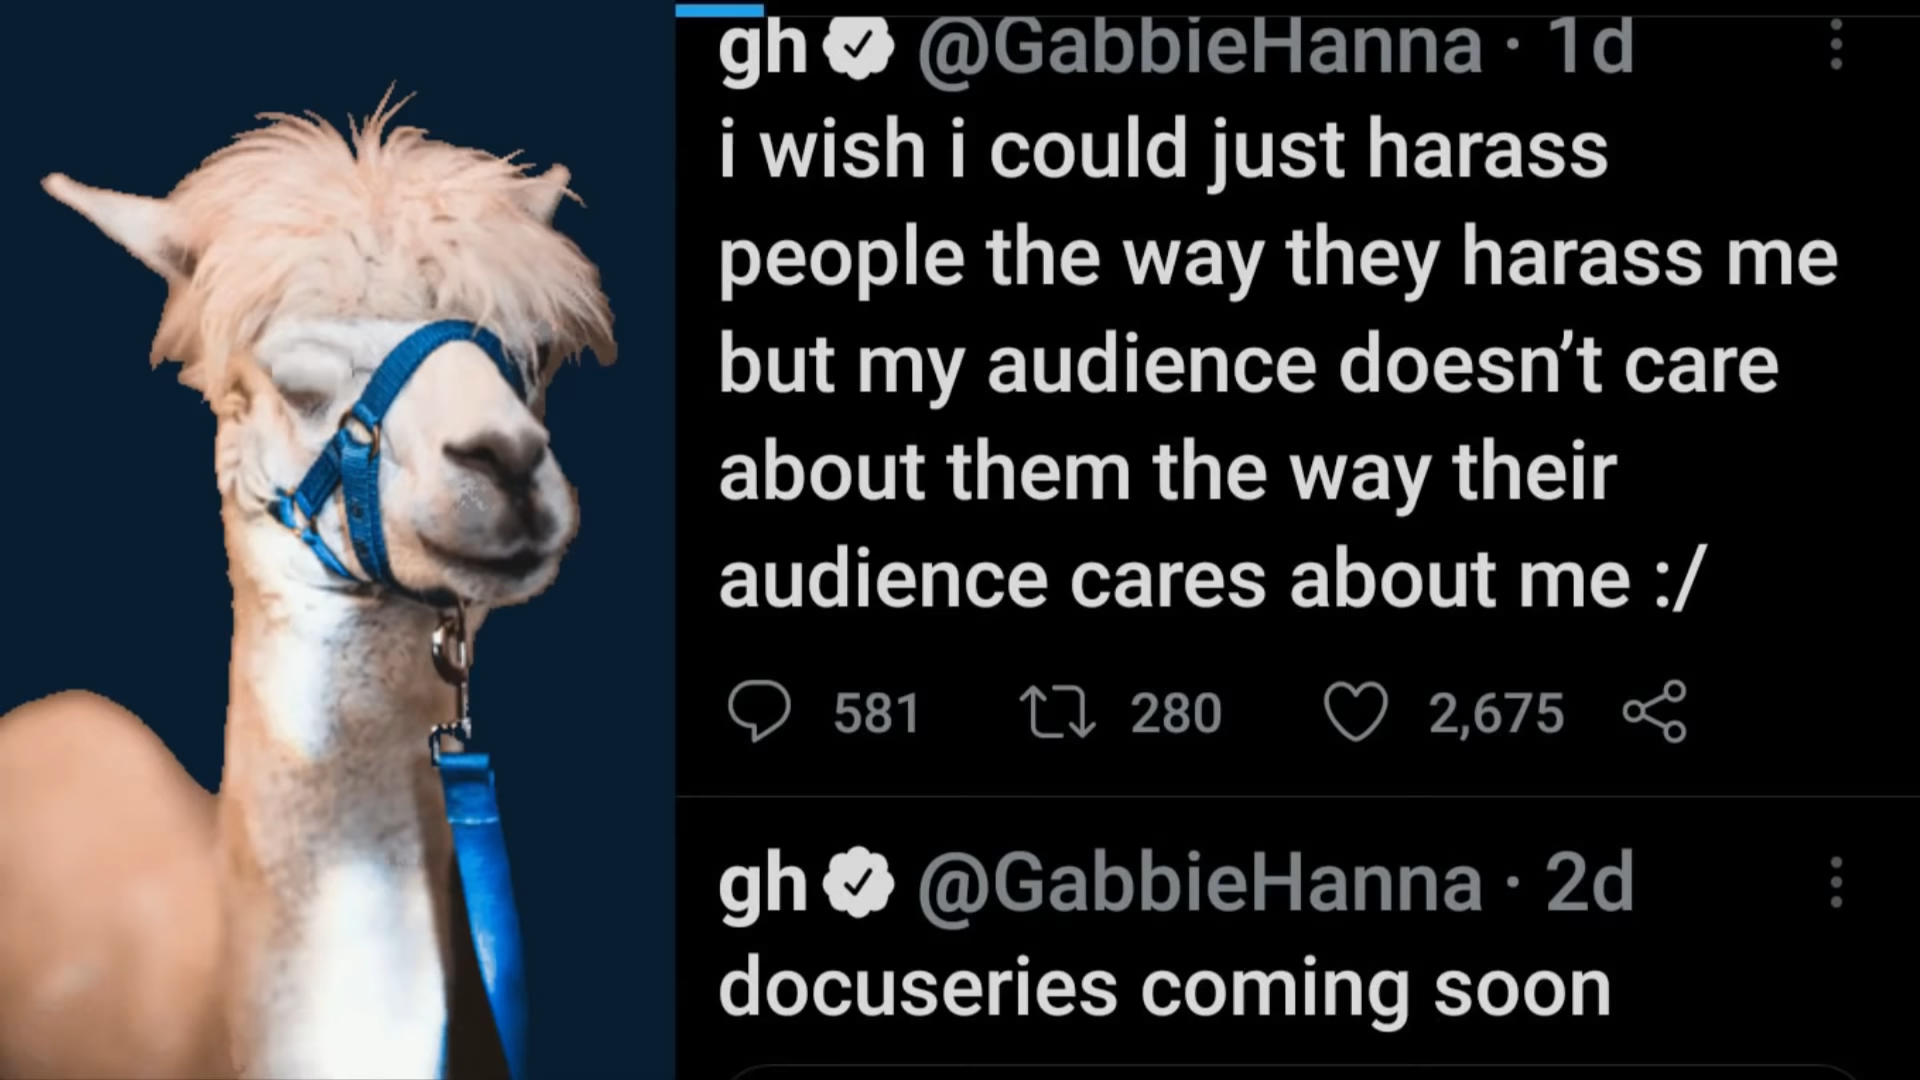 gh @GabbieHanna · 1d
i wish i could just harass
people the way they harass me
but my audience doesn’t care
about them the way their
audience cares about me :/
581 280 2,675
gh @GabbieHanna · 2d
docuseries coming soon